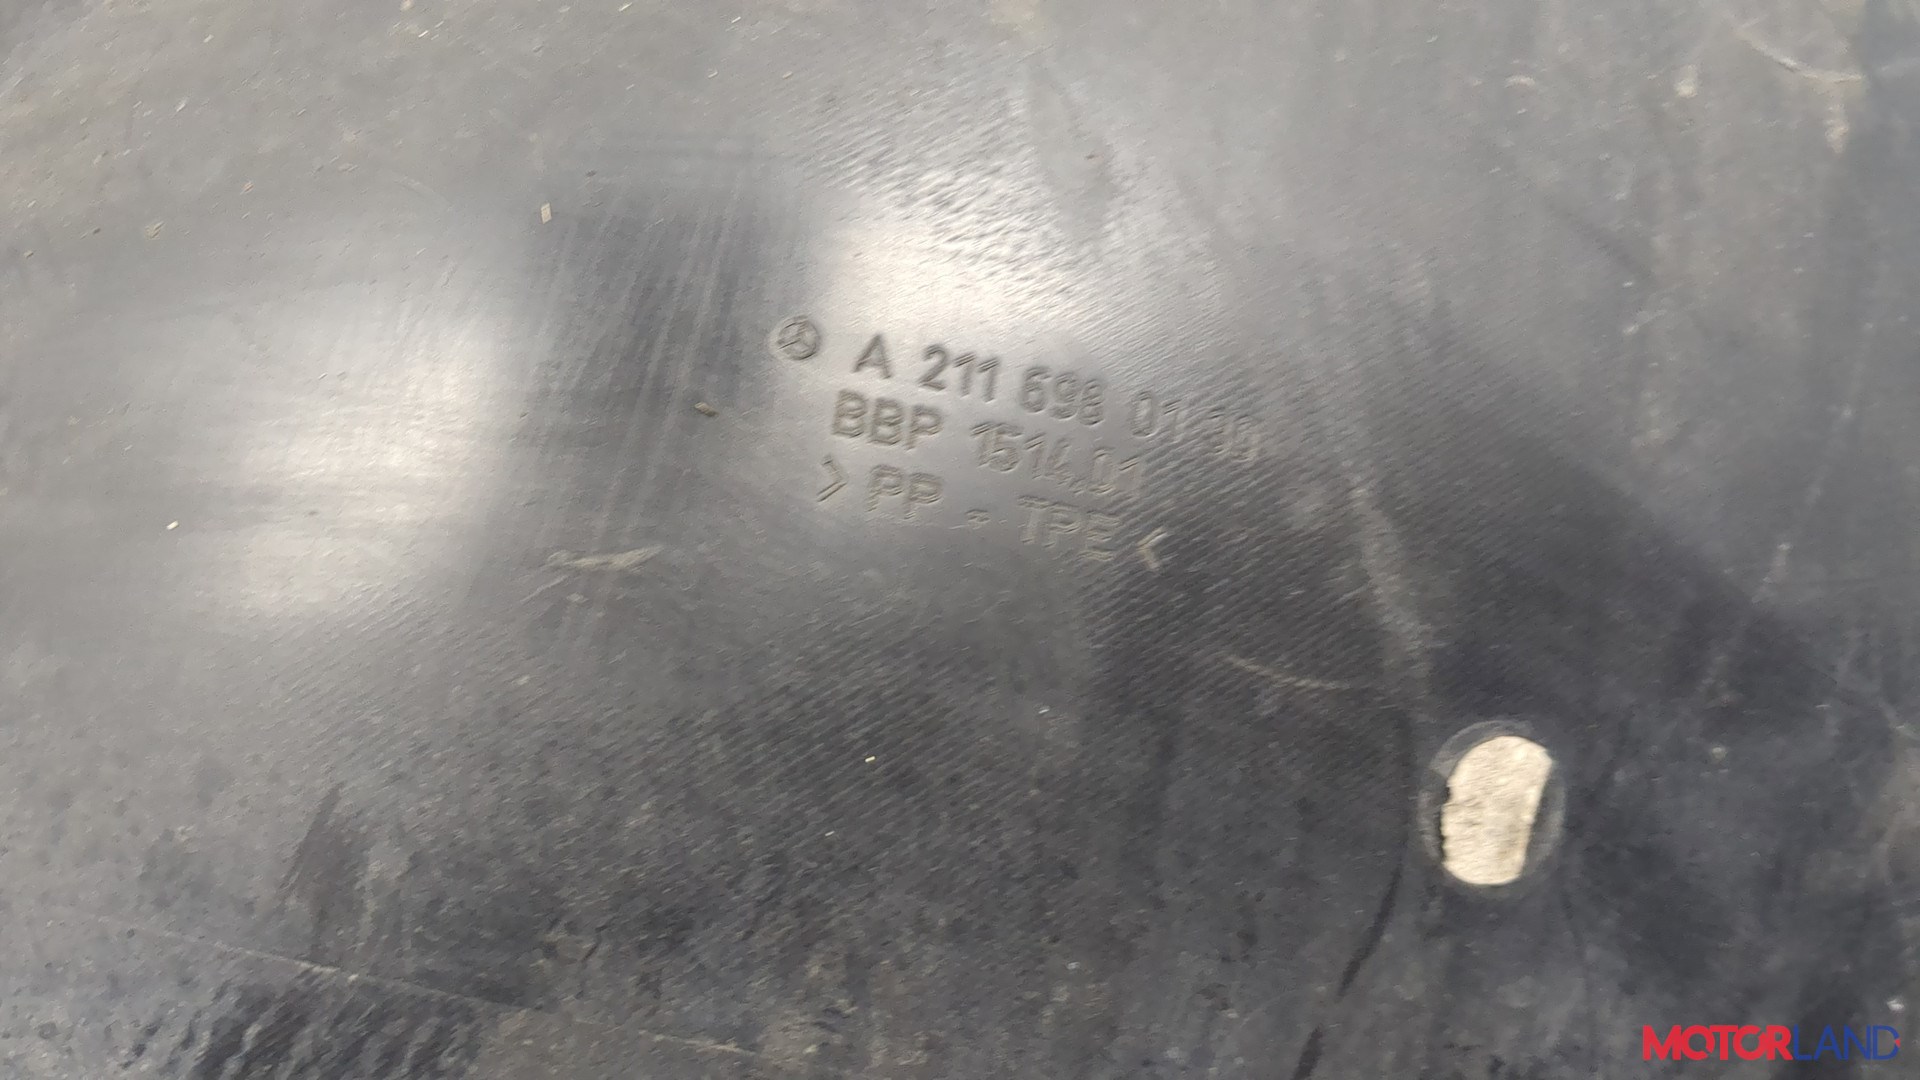 A 211 698 01 30
BBP 1514.01
> PP - TPE <
MOTORLAND